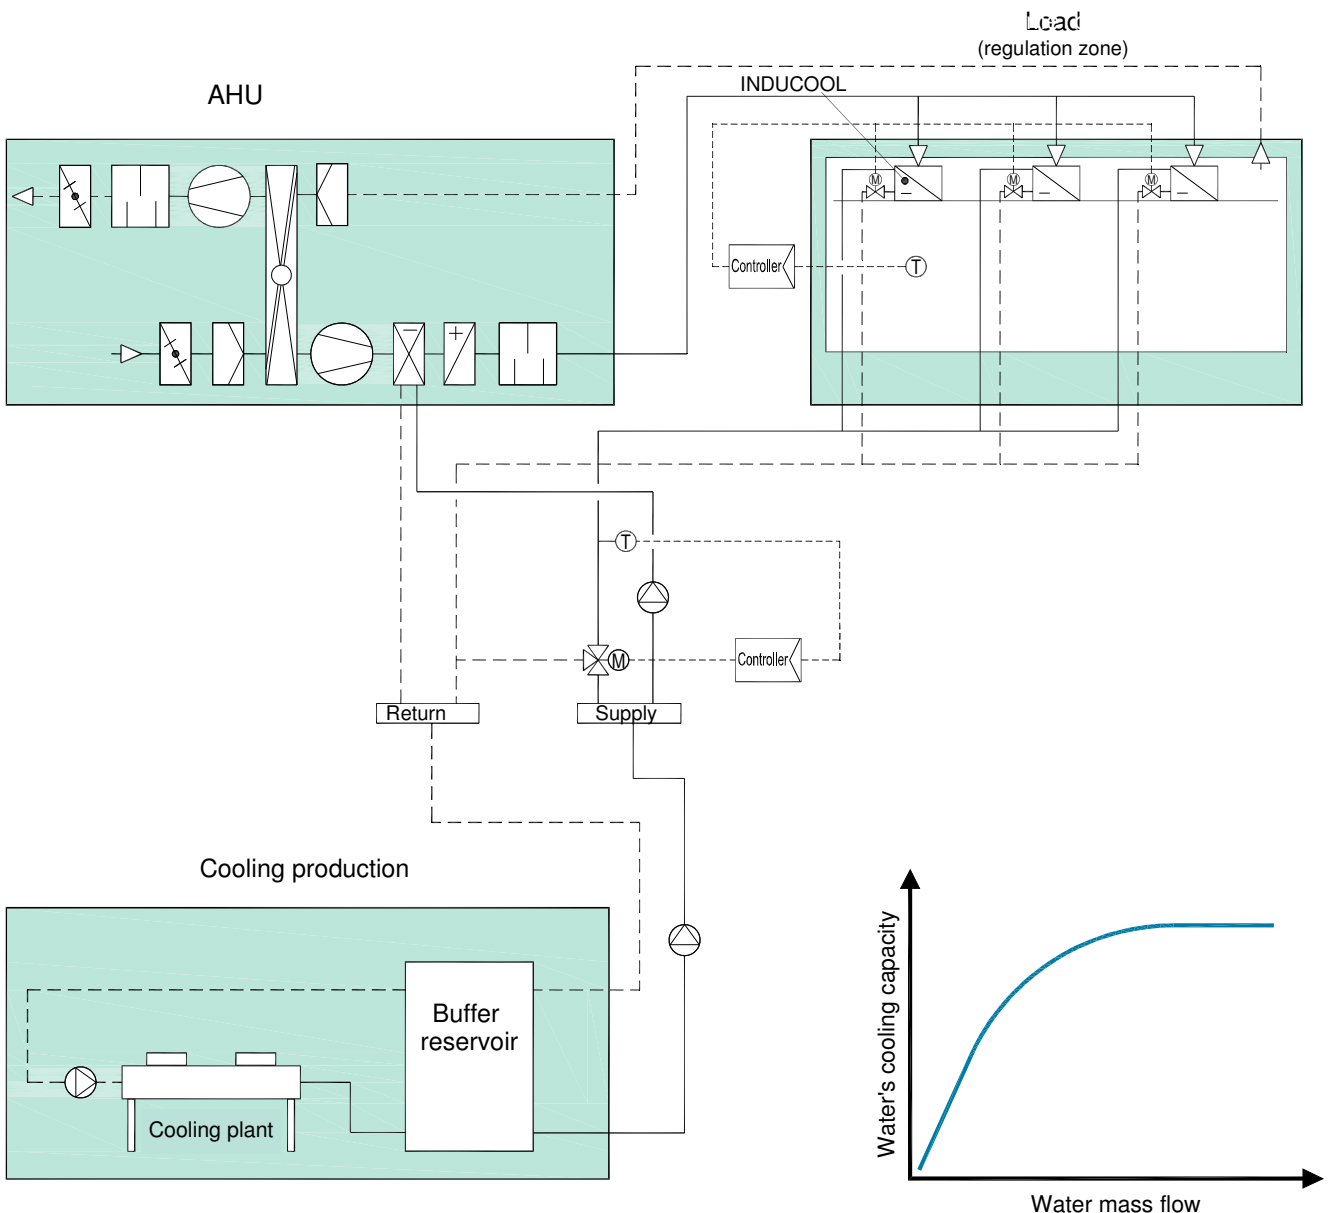 Load
(regulation zone)
INDUCOOL
AHU
M
M
M
Controller
T
T
M
Controller
Return
Supply
Cooling production
Buffer
reservoir
Cooling plant
Water's cooling capacity
Water mass flow